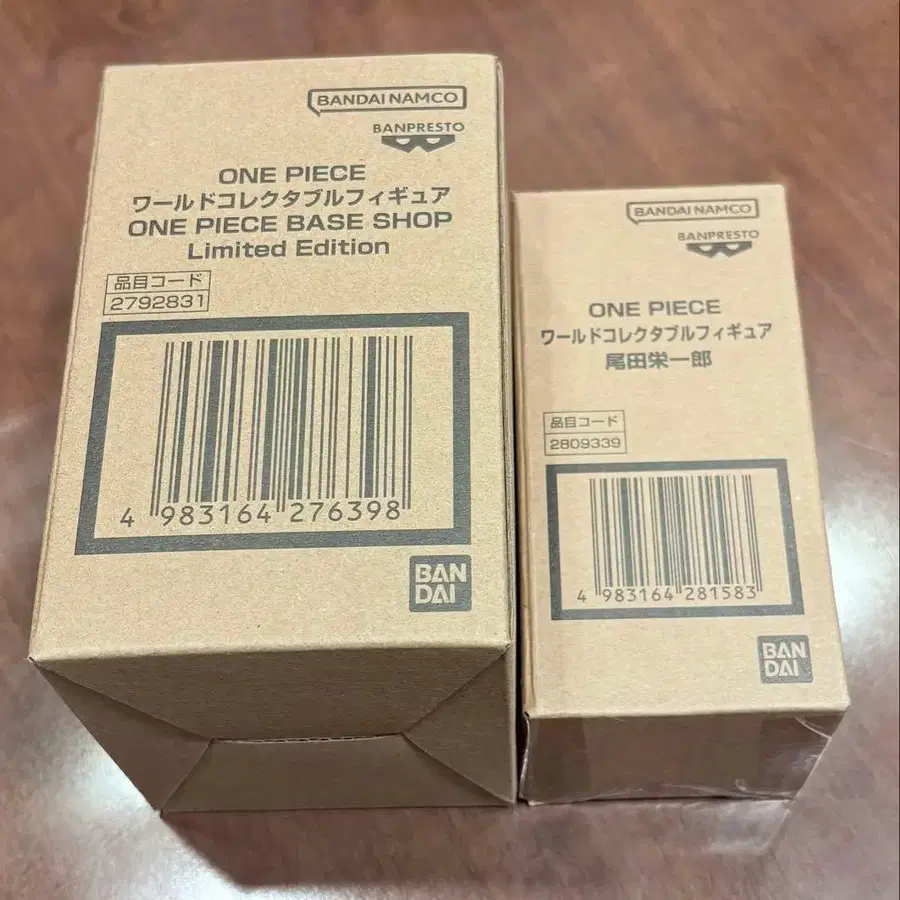 BANDAI NAMCO
BANPRESTO
ONE PIECE
ワールドコレクタブルフィギュア
ONE PIECE BASE SHOP
Limited Edition
品目コード
2792831
4 983164 276398
BAN
DAI
BANDAI NAMCO
BANPRESTO
ONE PIECE
ワールドコレクタブルフィギュア
尾田栄一郎
品目コード
2809339
4 983164 281583
BAN
DAI